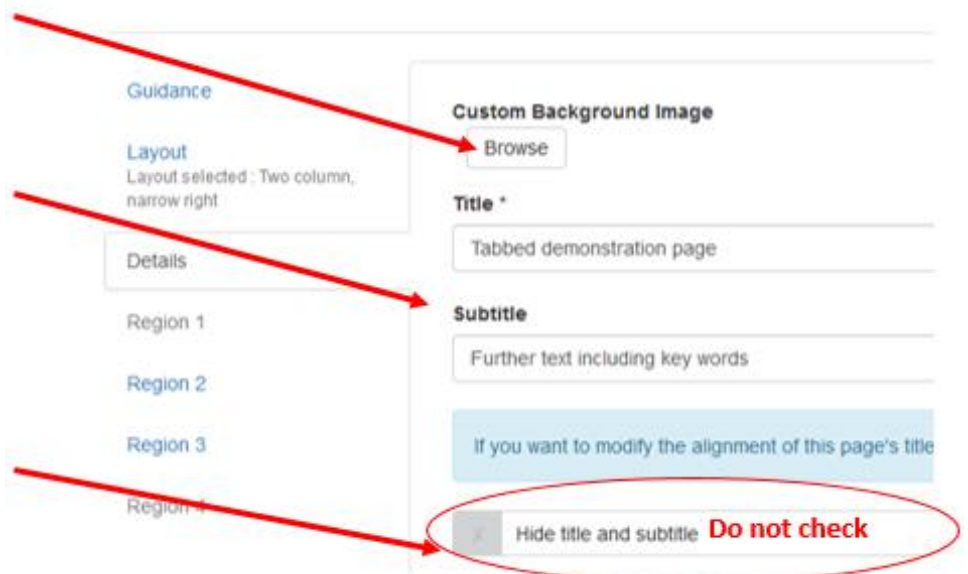 Guidance
Layout
Layout selected : Two column,
narrow right
Details
Region 1
Region 2
Region 3
Region 4
Custom Background Image
Browse
Title *
Tabbed demonstration page
Subtitle
Further text including key words
If you want to modify the alignment of this page's title
x Hide title and subtitle Do not check